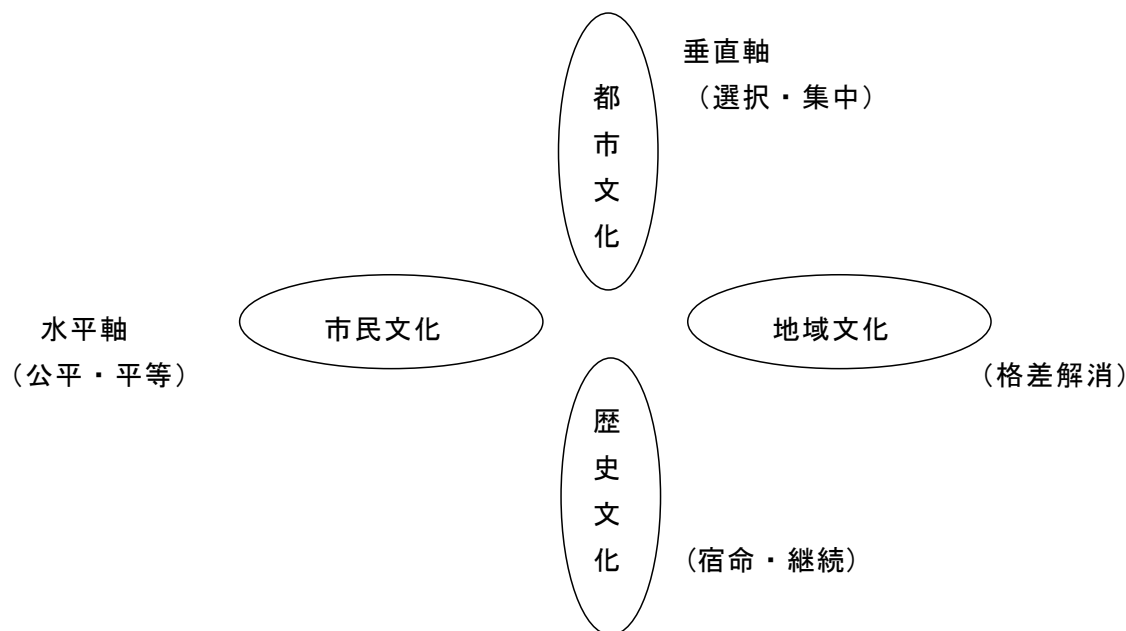 垂直軸
（選択・集中）
都市文化
水平軸
（公平・平等）
市民文化
地域文化
（格差解消）
歴史文化
（宿命・継続）